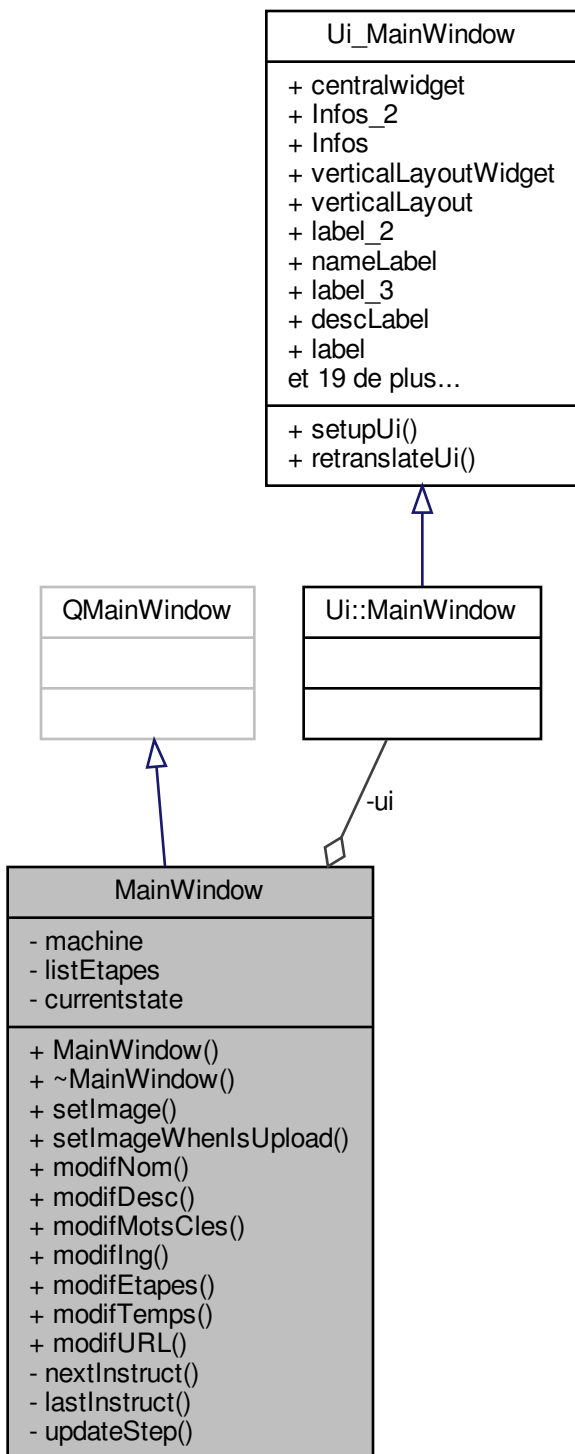 Ui_MainWindow
+ centralwidget
+ Infos_2
+ Infos
+ verticalLayoutWidget
+ verticalLayout
+ label_2
+ nameLabel
+ label_3
+ descLabel
+ label
et 19 de plus...
+ setupUi()
+ retranslateUi()
QMainWindow
Ui::MainWindow
-ui
MainWindow
- machine
- listEtapes
- currentstate
+ MainWindow()
+ ~MainWindow()
+ setImage()
+ setImageWhenIsUpload()
+ modifNom()
+ modifDesc()
+ modifMotsCles()
+ modifIng()
+ modifEtapes()
+ modifTemps()
+ modifURL()
- nextInstruct()
- lastInstruct()
- updateStep()